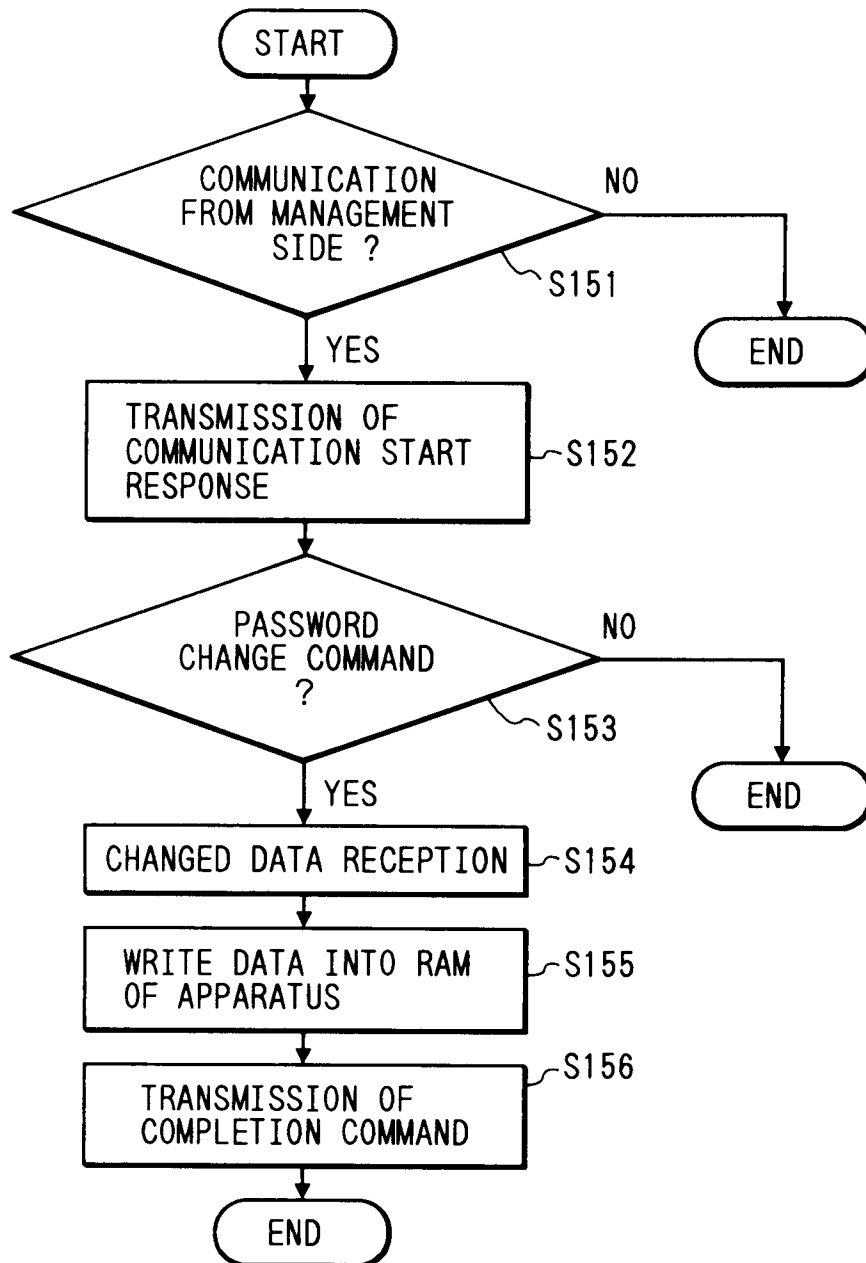 START
COMMUNICATION
FROM MANAGEMENT
SIDE ?
NO
S151
END
YES
TRANSMISSION OF
COMMUNICATION START
RESPONSE
S152
PASSWORD
CHANGE COMMAND
?
NO
S153
END
YES
CHANGED DATA RECEPTION
S154
WRITE DATA INTO RAM
OF APPARATUS
S155
TRANSMISSION OF
COMPLETION COMMAND
S156
END